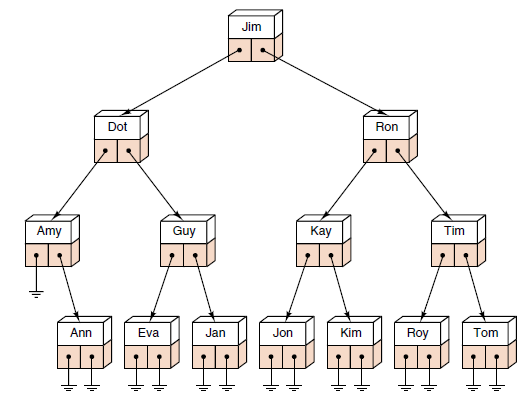 Jim
Dot
Ron
Amy
Guy
Kay
Tim
Ann
Eva
Jan
Jon
Kim
Roy
Tom